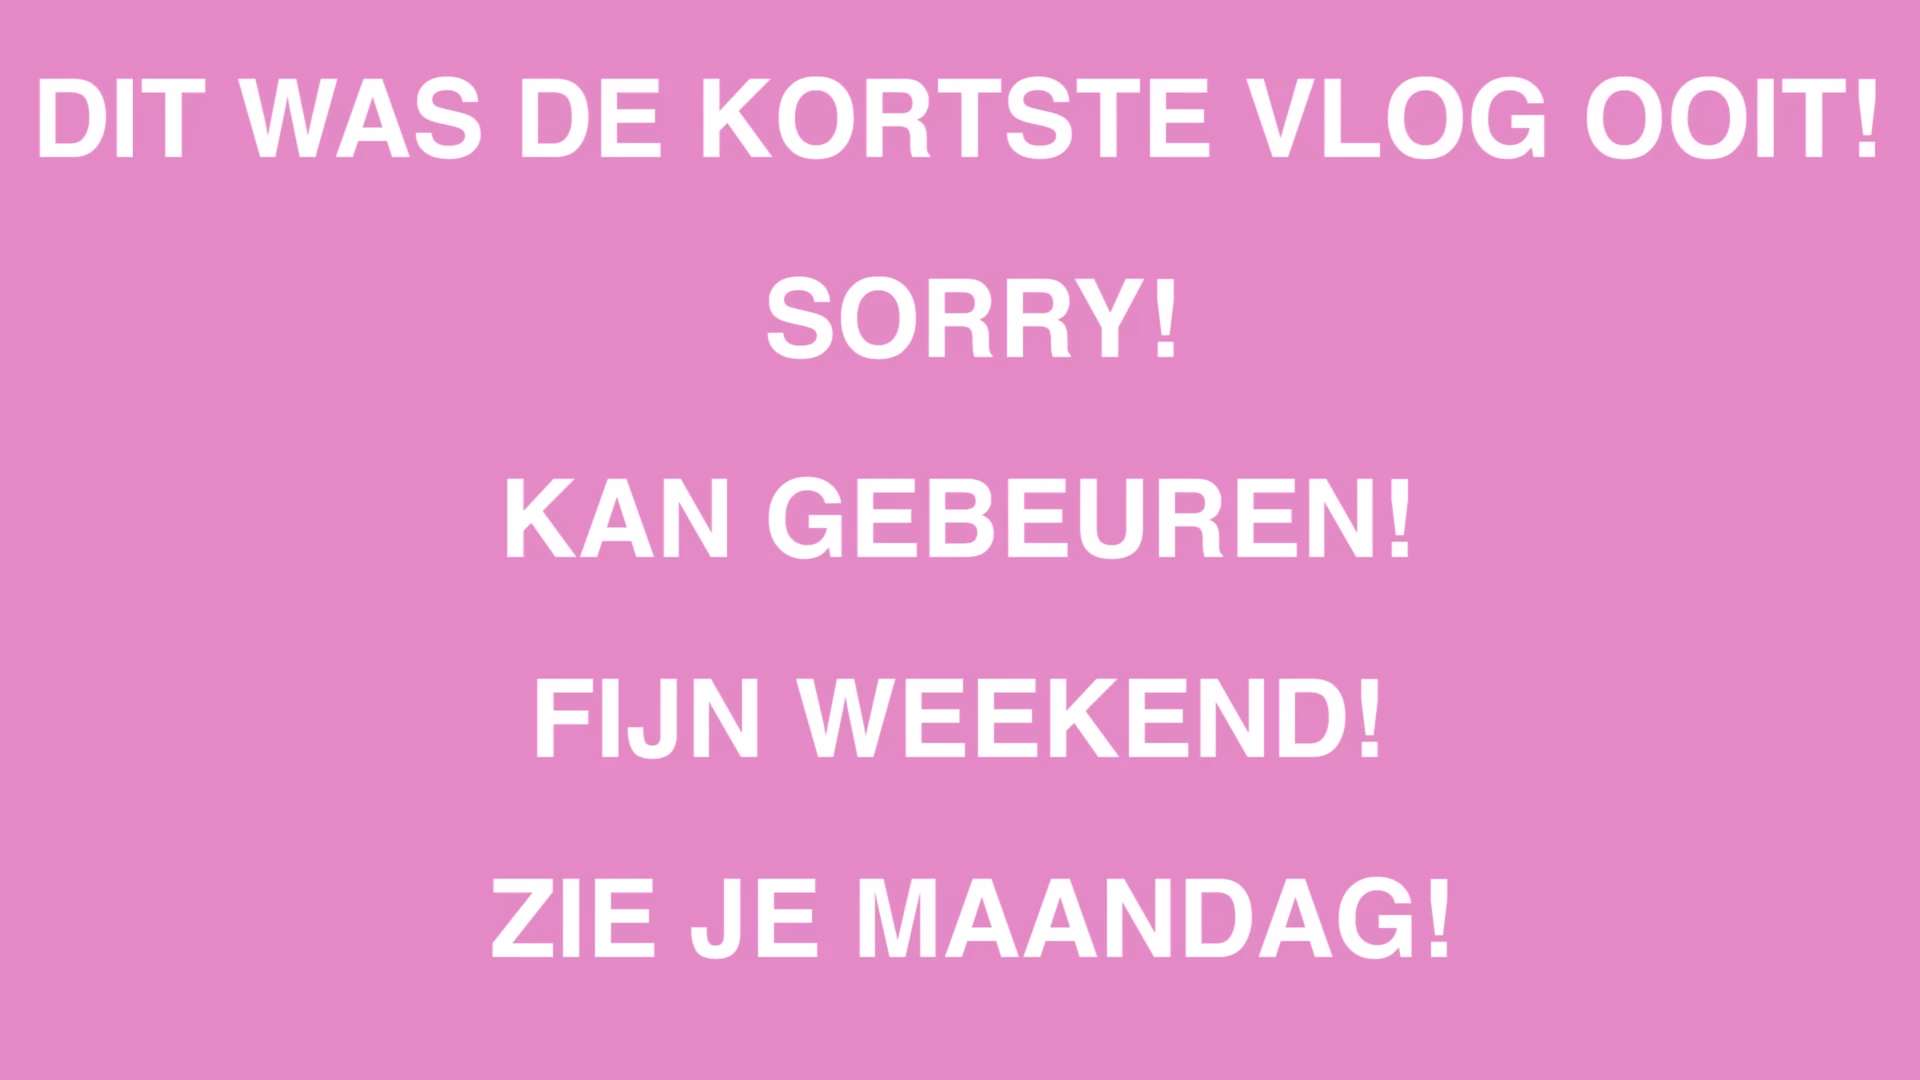 DIT WAS DE KORTSTE VLOG OOIT!
SORRY!
KAN GEBEUREN!
FIJN WEEKEND!
ZIE JE MAANDAG!